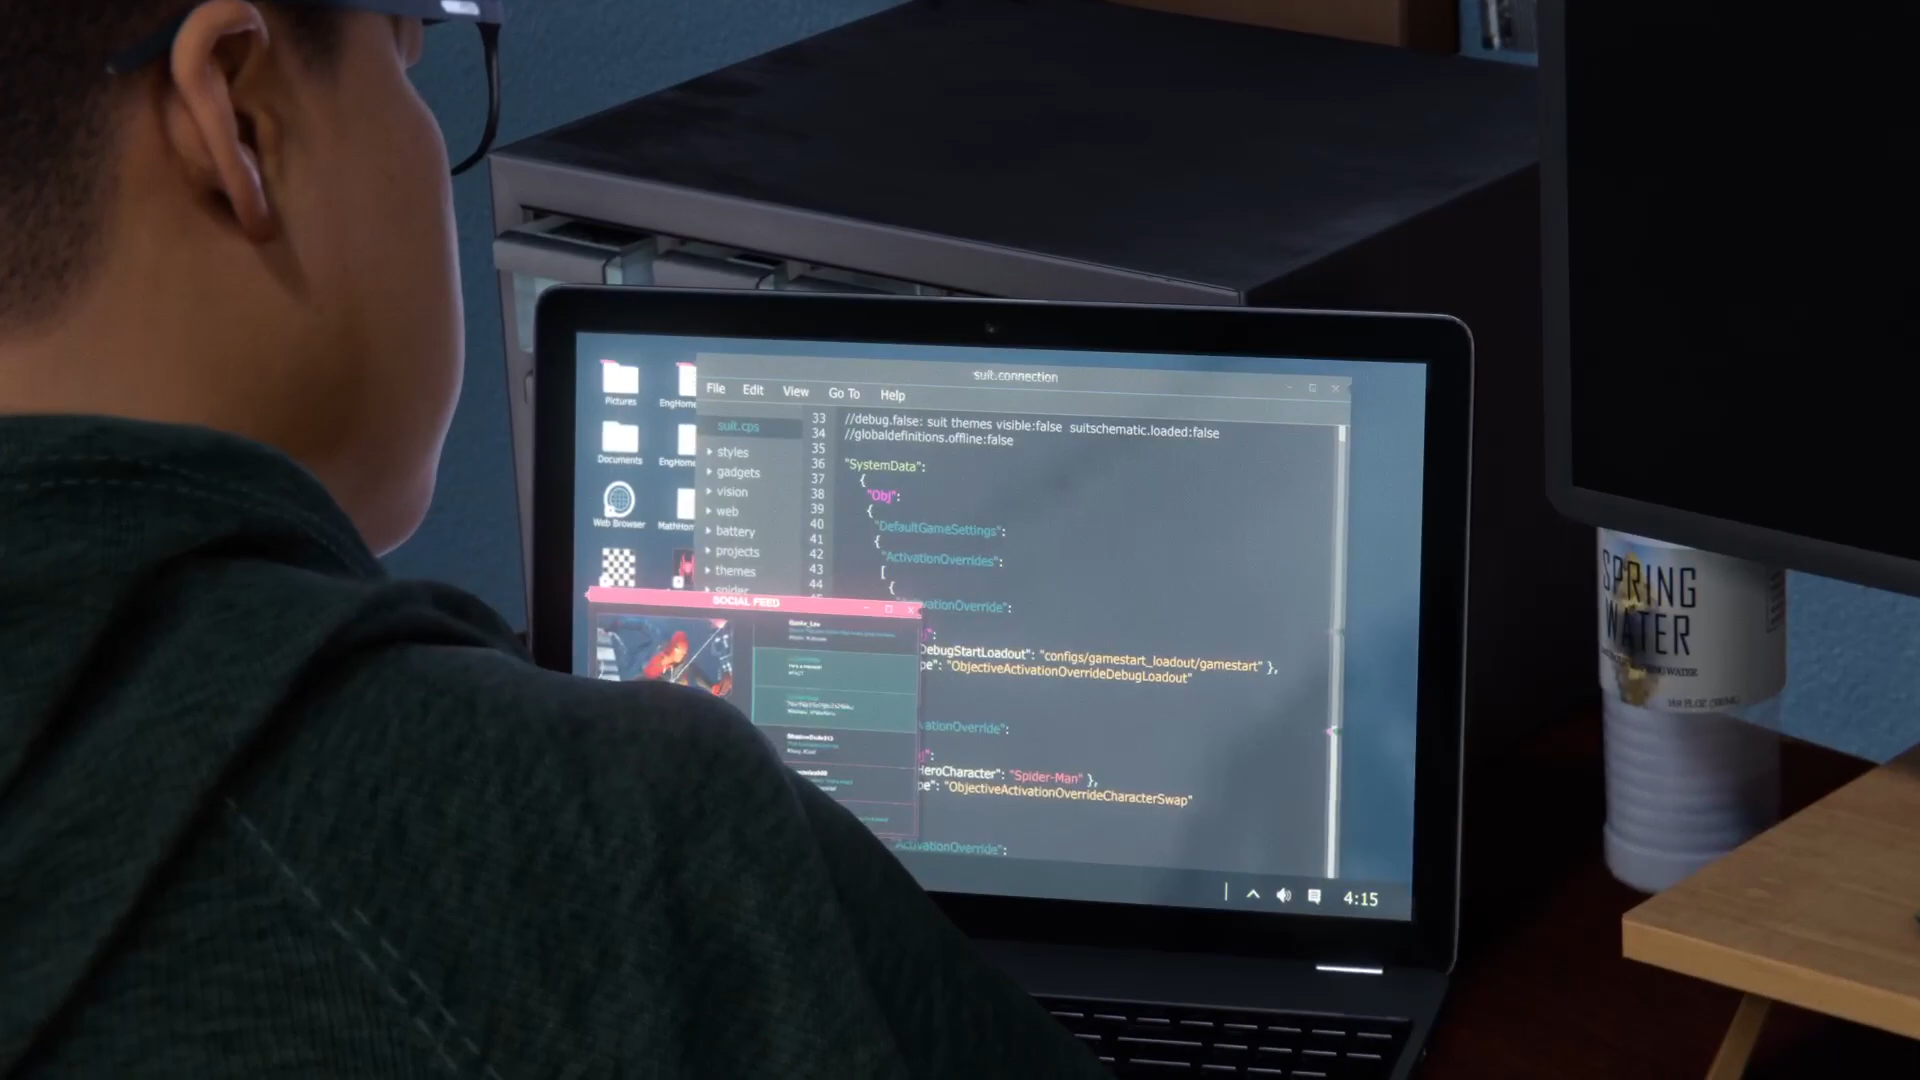 suit.connection
File Edit View Go To Help
Pictures
EngHome
Documents
EngHome
Web Browser
MathHom
suit.cps
styles
gadgets
vision
web
battery
projects
themes
spider
33 //debug.false: suit themes visible:false suitschematic.loaded:false
34 //globaldefinitions.offline:false
35
36 "SystemData":
37 {
38 "Obj":
39 {
40 "DefaultGameSettings":
41 {
42 "ActivationOverrides":
43 [
44 {
vationOverride":
":
DebugStartLoadout": "configs/gamestart_loadout/gamestart" },
pe": "ObjectiveActivationOverrideDebugLoadout"
vationOverride":
":
HeroCharacter": "Spider-Man" },
pe": "ObjectiveActivationOverrideCharacterSwap"
ActivationOverride":
SOCIAL FEED
4:15
SPRING
WATER